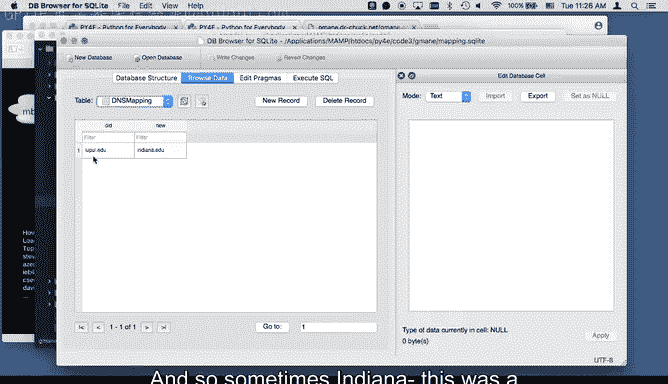 DB Browser for SQLite File Edit View Help 100% Tue 11:26 AM
PY4E - Python for Everybody PY4E - Python for Everybody
DB Browser for SQLite - /Applications/MAMP/htdocs/py4e/code3/gmane/mapping.sqlite
New Database Open Database Write Changes Revert Changes
Database Structure Browse Data Edit Pragmas Execute SQL
Edit Database Cell
Table: DNSMapping New Record Delete Record
Mode: Text Import Export Set as NULL
old new
Filter Filter
1 iupui.edu indiana.edu
|< < 1 - 1 of 1 > >| Go to: 1
Type of data currently in cell: NULL
0 byte(s)
Apply
UTF-8
And so sometimes Indiana- this was a